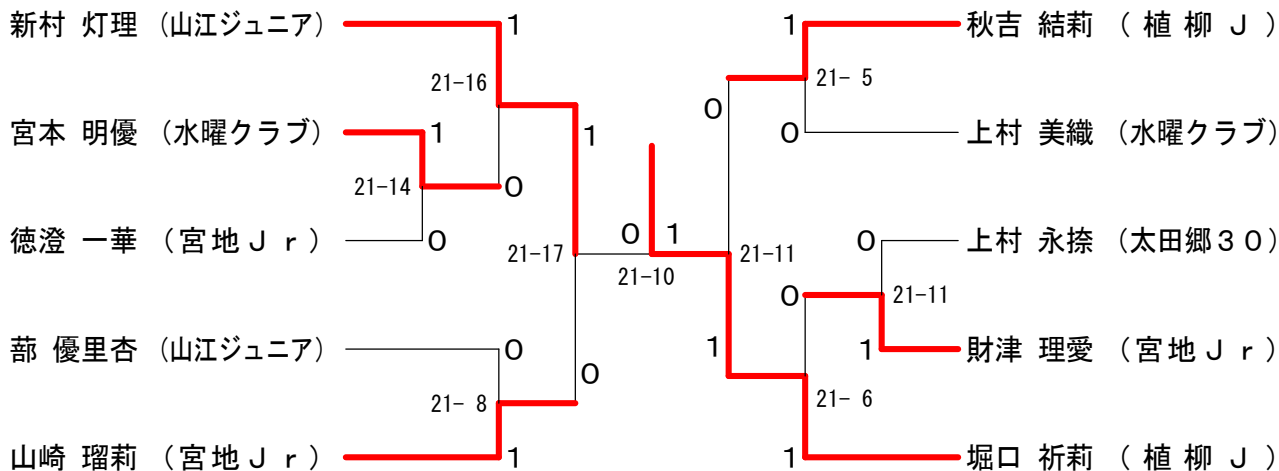 新村 灯理 (山江ジュニア)
1
21-16
宮本 明優 (水曜クラブ)
1
1
21-14
0
徳澄 一華 (宮地Ｊｒ)
0
21-17
蔀 優里杏 (山江ジュニア)
0
0
21- 8
山崎 瑠莉 (宮地Ｊｒ)
1
0
1
21-10
1
秋吉 結莉 (植柳Ｊ)
21- 5
0
0
上村 美織 (水曜クラブ)
21-11
0
上村 永捺 (太田郷３０)
0
21-11
1
1
財津 理愛 (宮地Ｊｒ)
21- 6
1
堀口 祈莉 (植柳Ｊ)